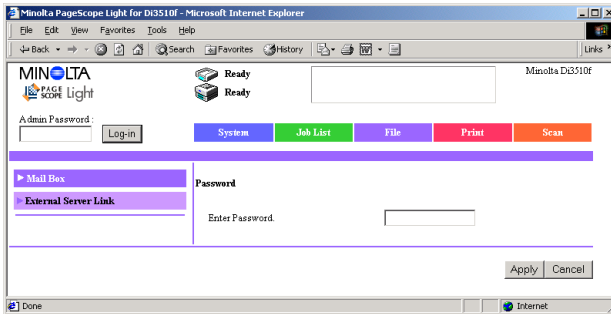 Minolta PageScope Light for Di3510f - Microsoft Internet Explorer
File Edit View Favorites Tools Help
Back Search Favorites History Links »
MINOLTA
PAGE SCOPE Light
Ready
Ready
Minolta Di3510f
Admin Password :
Log-in
System Job List File Print Scan
Mail Box
External Server Link
Password
Enter Password.
Apply Cancel
Done Internet